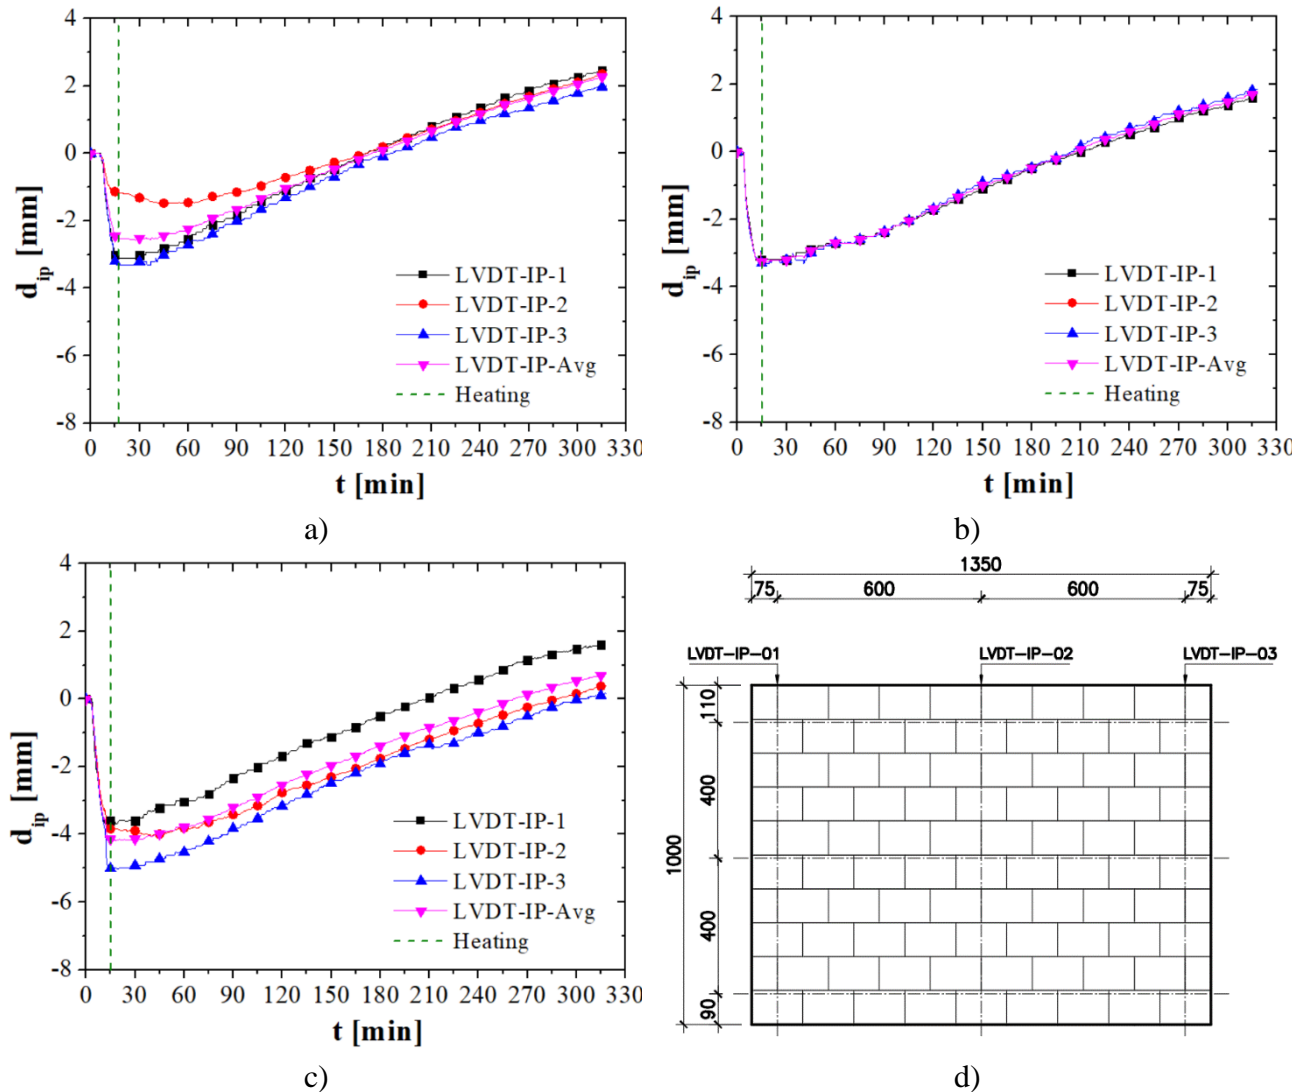 4
2
0
-2
-4
-6
-8
d_ip [mm]
LVDT-IP-1
LVDT-IP-2
LVDT-IP-3
LVDT-IP-Avg
Heating
0 30 60 90 120 150 180 210 240 270 300 330
t [min]
a)
4
2
0
-2
-4
-6
-8
d_ip [mm]
LVDT-IP-1
LVDT-IP-2
LVDT-IP-3
LVDT-IP-Avg
Heating
0 30 60 90 120 150 180 210 240 270 300 330
t [min]
b)
4
2
0
-2
-4
-6
-8
d_ip [mm]
LVDT-IP-1
LVDT-IP-2
LVDT-IP-3
LVDT-IP-Avg
Heating
0 30 60 90 120 150 180 210 240 270 300 330
t [min]
c)
1350
75 600 600 75
LVDT-IP-01 LVDT-IP-02 LVDT-IP-03
110
400
1000
400
90
d)